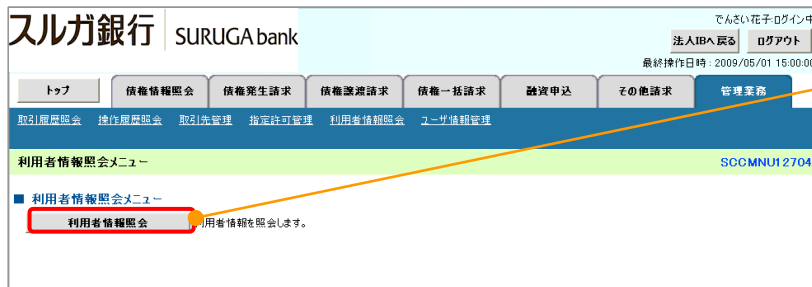 スルガ銀行 SURUGA bank
でんさい花子:ログイン中
法人IBへ戻る ログアウト
最終操作日時：2009/05/01 15:00:00
トップ 債権情報照会 債権発生請求 債権譲渡請求 債権一括請求 融資申込 その他請求 管理業務
取引履歴照会 操作履歴照会 取引先管理 指定許可管理 利用者情報照会 ユーザ情報管理
利用者情報照会メニュー SCCMNU12704
■ 利用者情報照会メニュー
利用者情報照会 利用者情報を照会します。